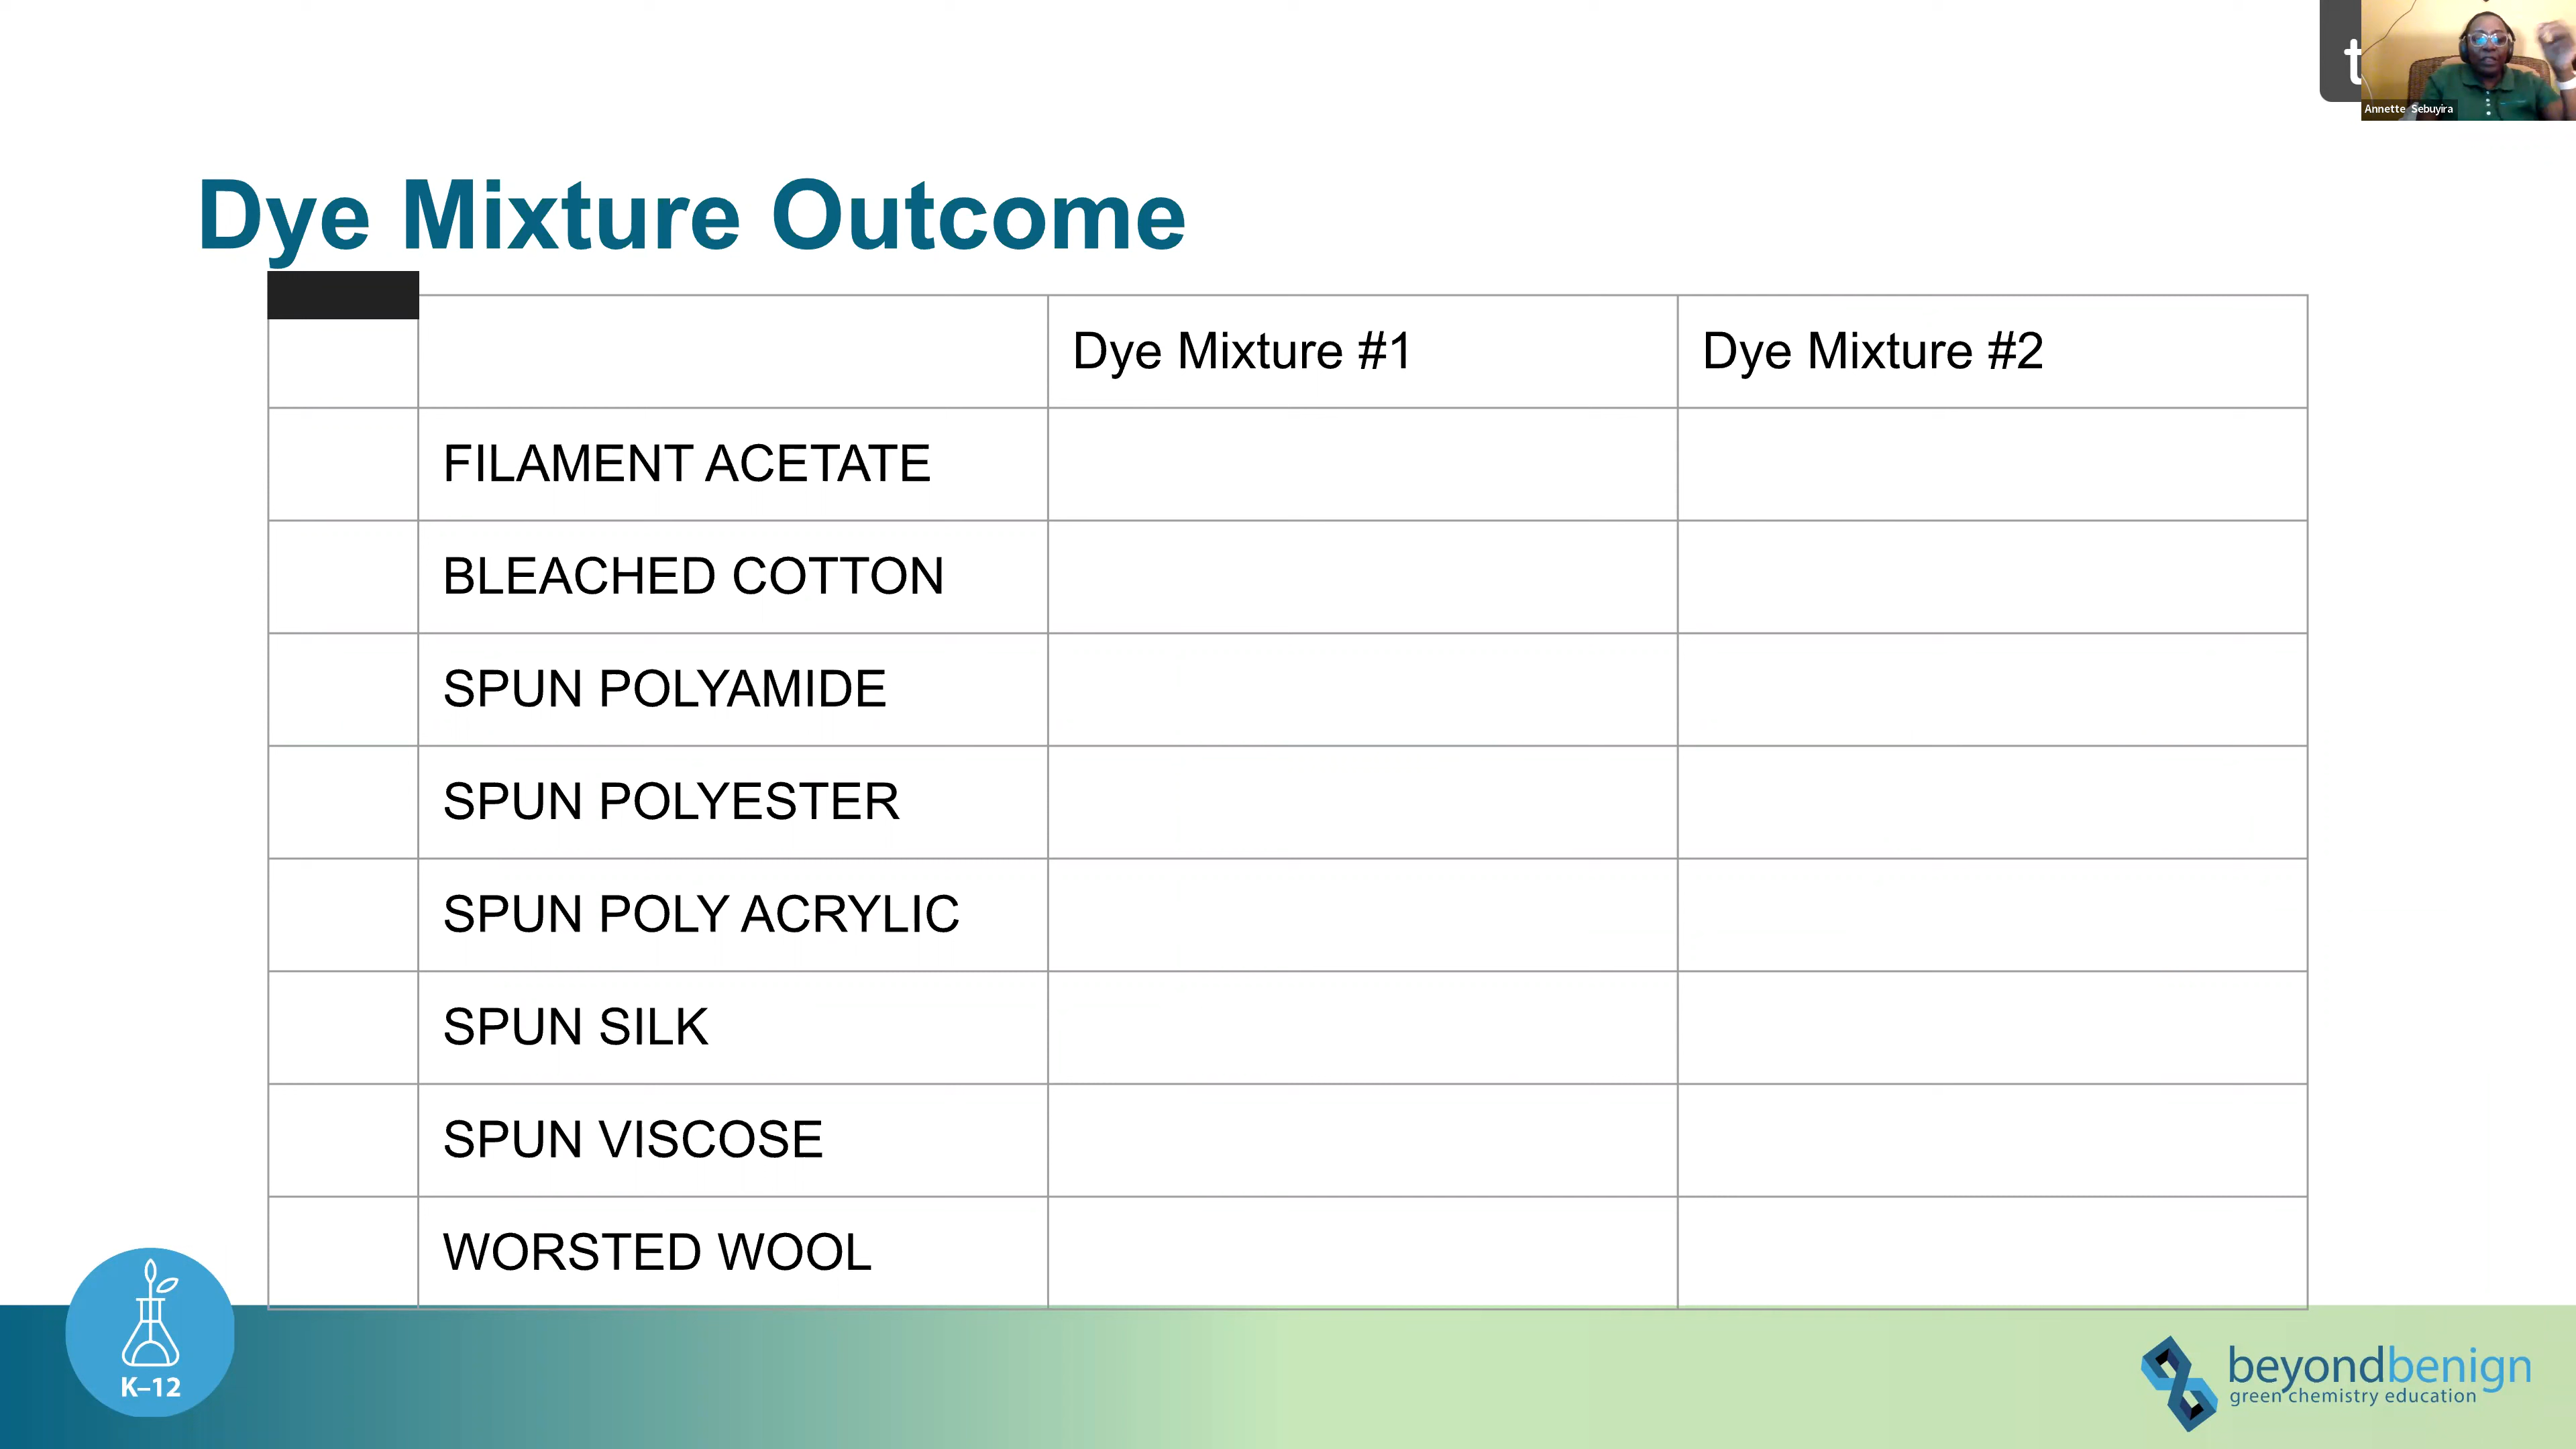 t
Annette Sebuyira
Dye Mixture Outcome
Dye Mixture #1
Dye Mixture #2
FILAMENT ACETATE
BLEACHED COTTON
SPUN POLYAMIDE
SPUN POLYESTER
SPUN POLY ACRYLIC
SPUN SILK
SPUN VISCOSE
WORSTED WOOL
K–12
beyondbenign
green chemistry education